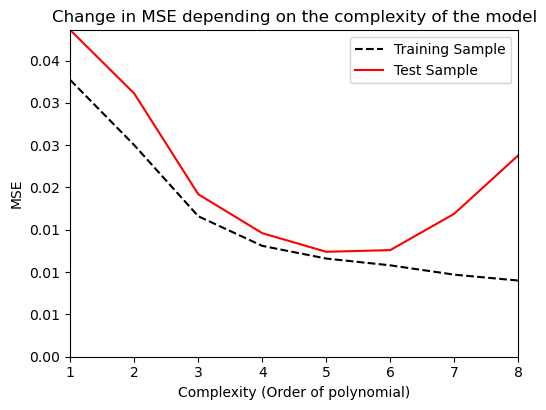 Change in MSE depending on the complexity of the model
Training Sample
Test Sample
0.04
0.03
0.03
0.02
0.01
0.01
0.01
0.00
MSE
1 2 3 4 5 6 7 8
Complexity (Order of polynomial)